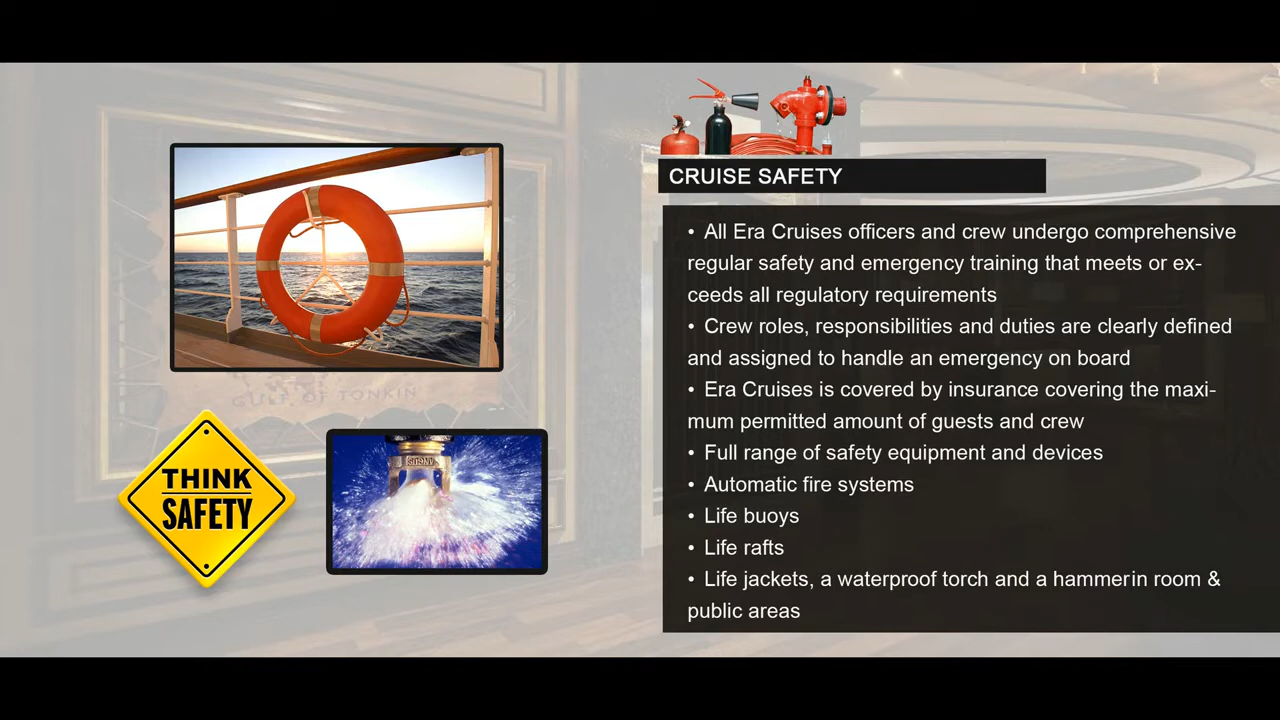 CRUISE SAFETY
• All Era Cruises officers and crew undergo comprehensive
regular safety and emergency training that meets or ex-
ceeds all regulatory requirements
• Crew roles, responsibilities and duties are clearly defined
and assigned to handle an emergency on board
• Era Cruises is covered by insurance covering the maxi-
mum permitted amount of guests and crew
• Full range of safety equipment and devices
• Automatic fire systems
• Life buoys
• Life rafts
• Life jackets, a waterproof torch and a hammerin room &
public areas
GULF OF TONKIN
THINK
SAFETY